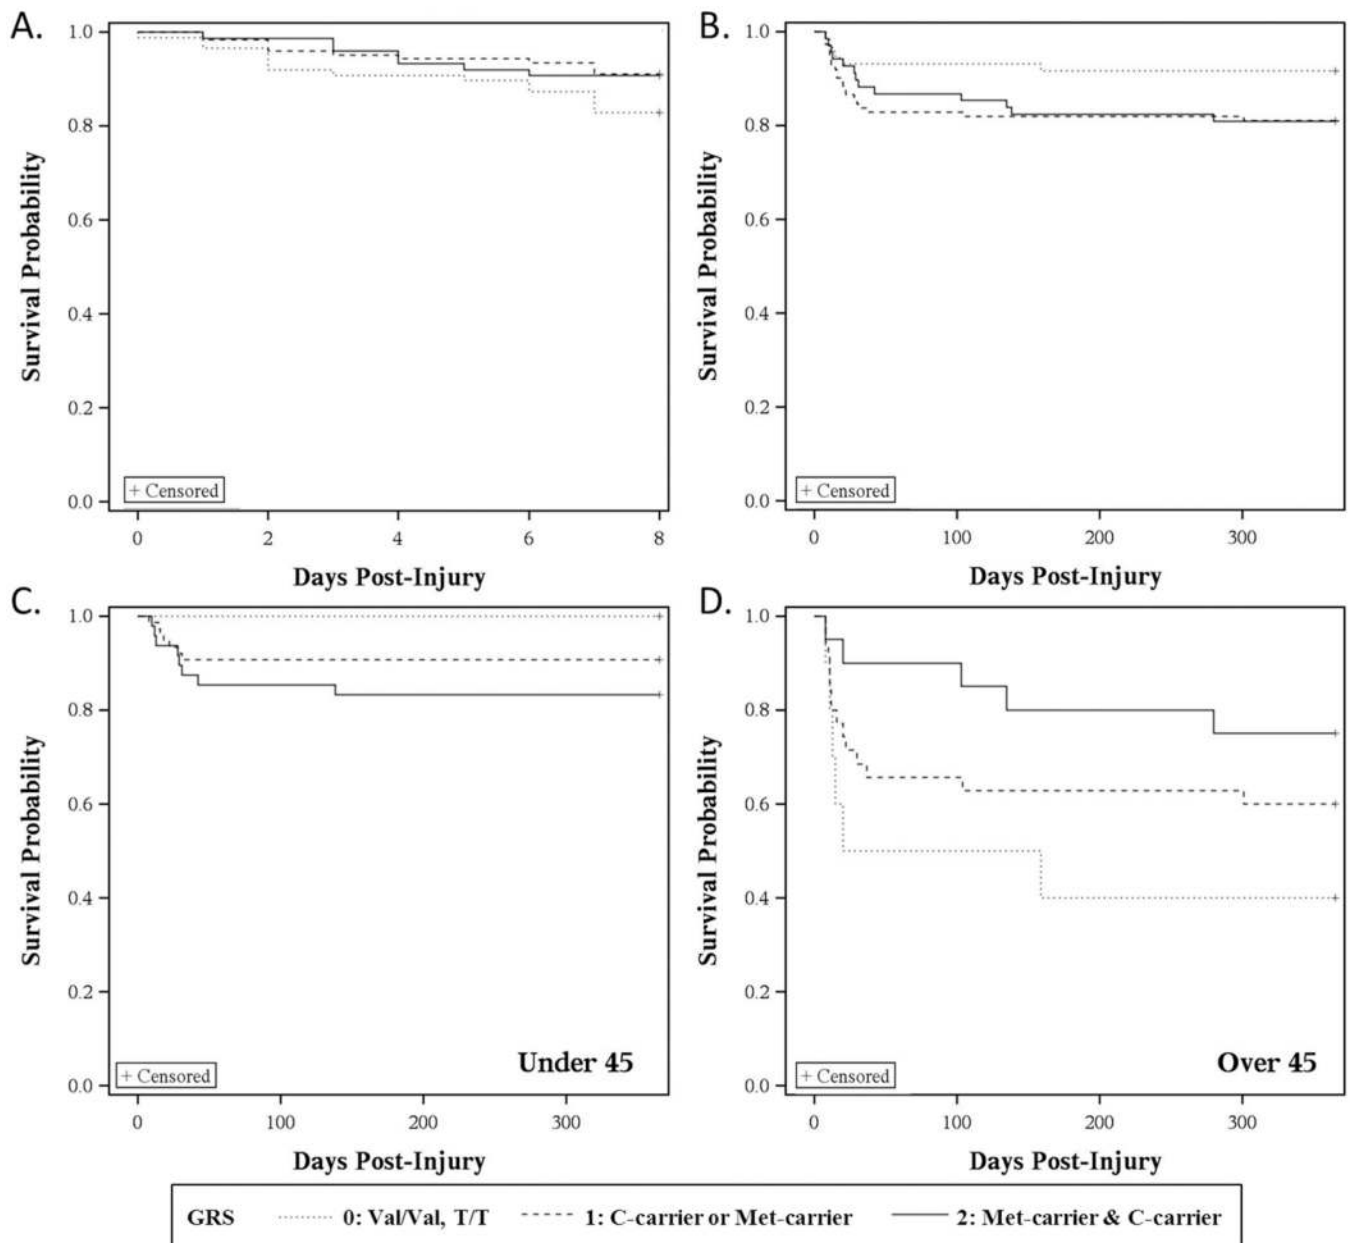 A.
1.0
0.8
0.6
0.4
0.2
0.0
Survival Probability
+ Censored
0 2 4 6 8
Days Post-Injury
B.
1.0
0.8
0.6
0.4
0.2
0.0
Survival Probability
+ Censored
0 100 200 300
Days Post-Injury
C.
1.0
0.8
0.6
0.4
0.2
0.0
Survival Probability
+ Censored
Under 45
0 100 200 300
Days Post-Injury
D.
1.0
0.8
0.6
0.4
0.2
0.0
Survival Probability
+ Censored
Over 45
0 100 200 300
Days Post-Injury
GRS 0: Val/Val, T/T 1: C-carrier or Met-carrier 2: Met-carrier & C-carrier